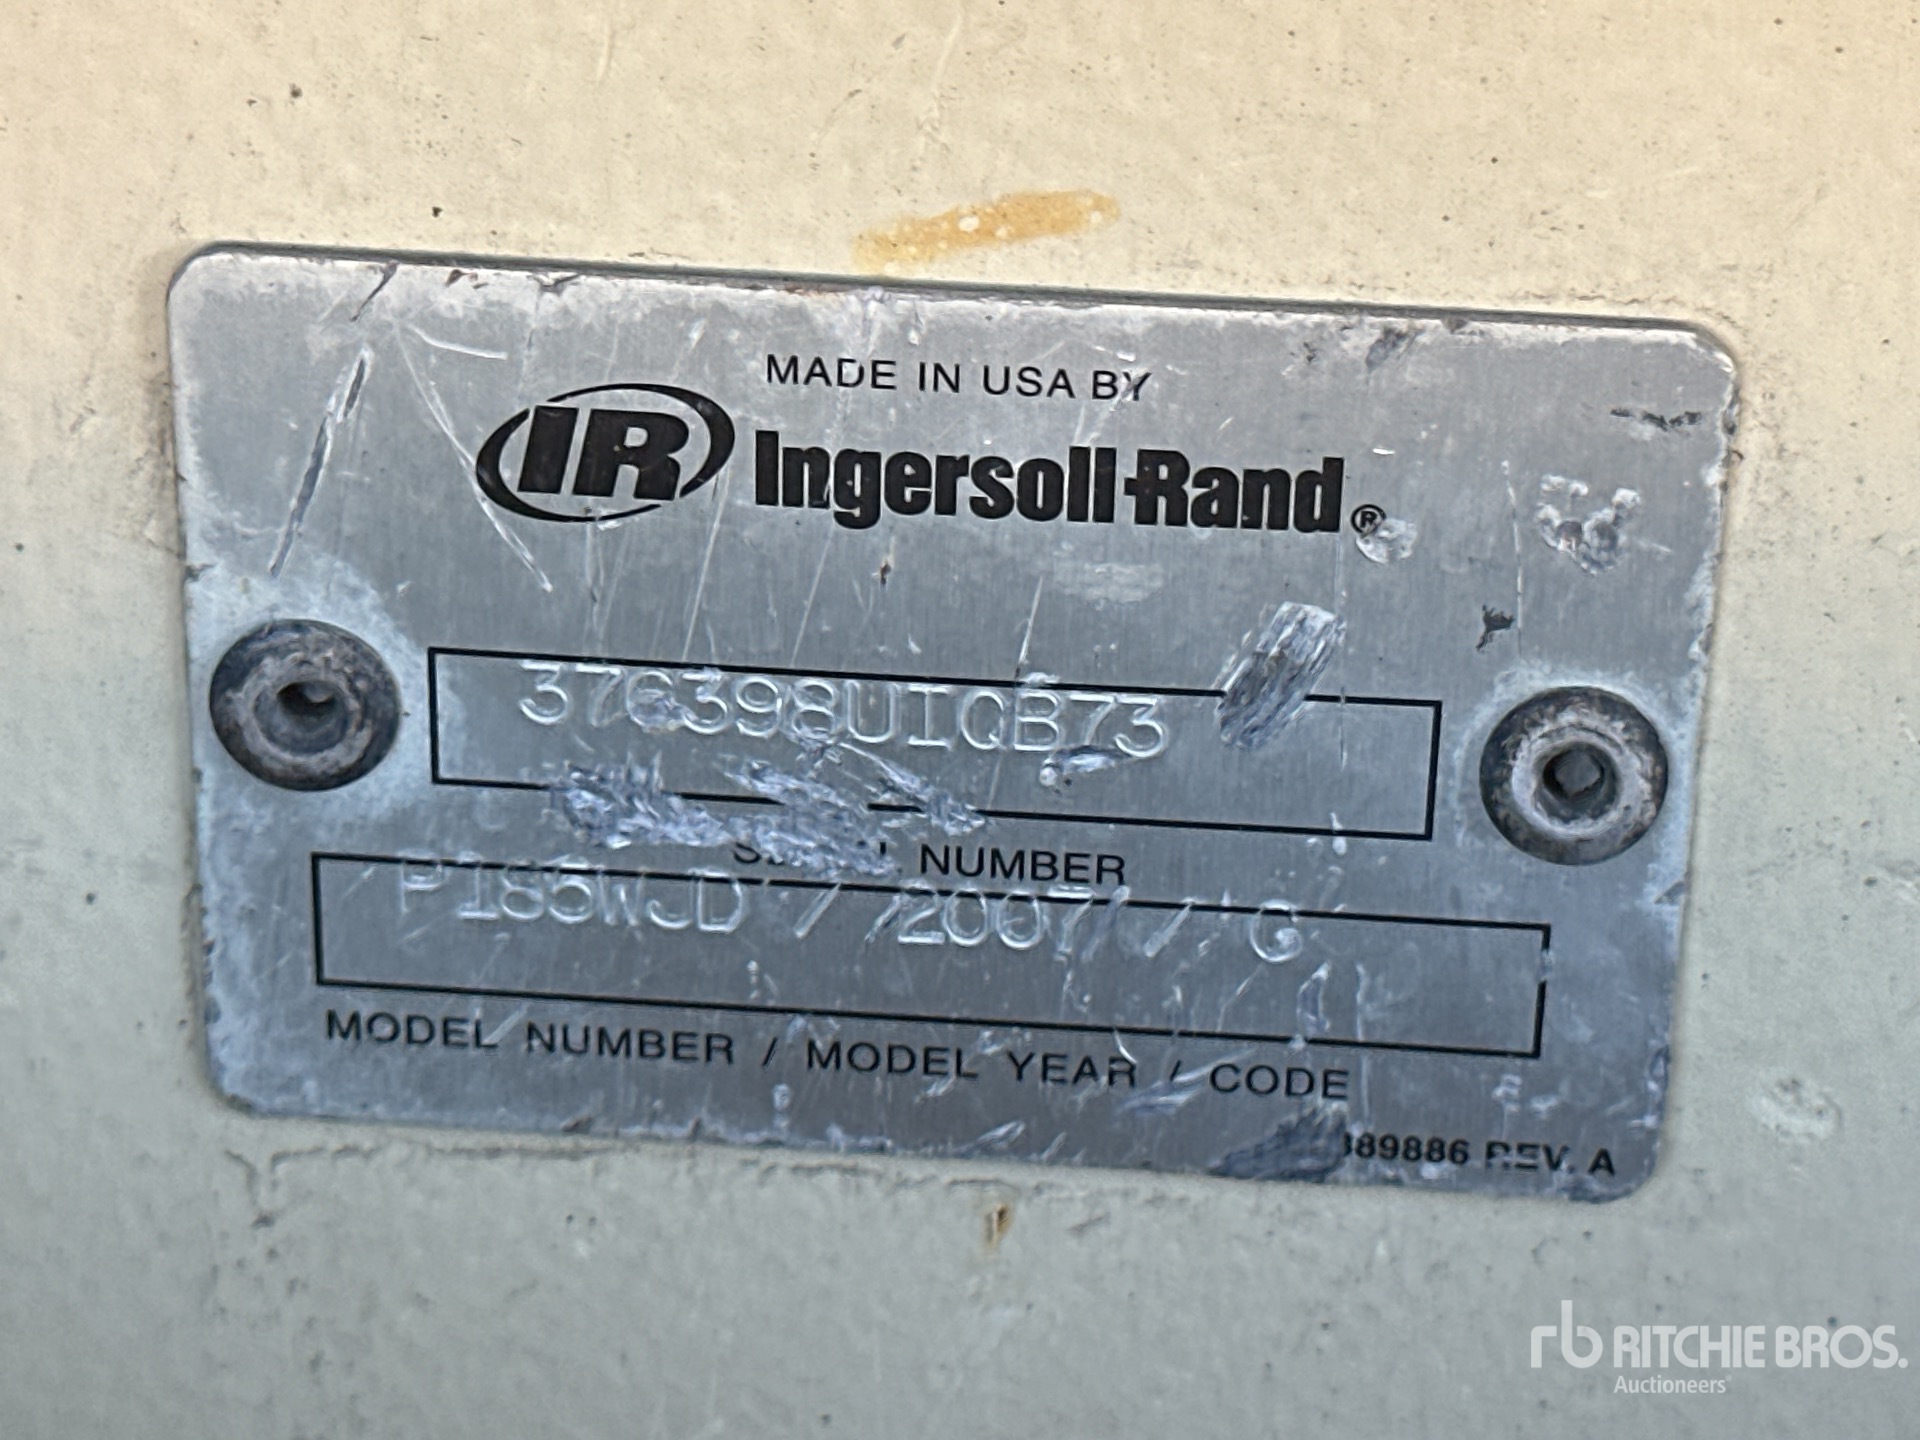 MADE IN USA BY
IR Ingersoll-Rand®
376398UIQB73
NUMBER
P185WJD / 2007 / G
MODEL NUMBER / MODEL YEAR / CODE
REV. A
rb RITCHIE BROS.
Auctioneers